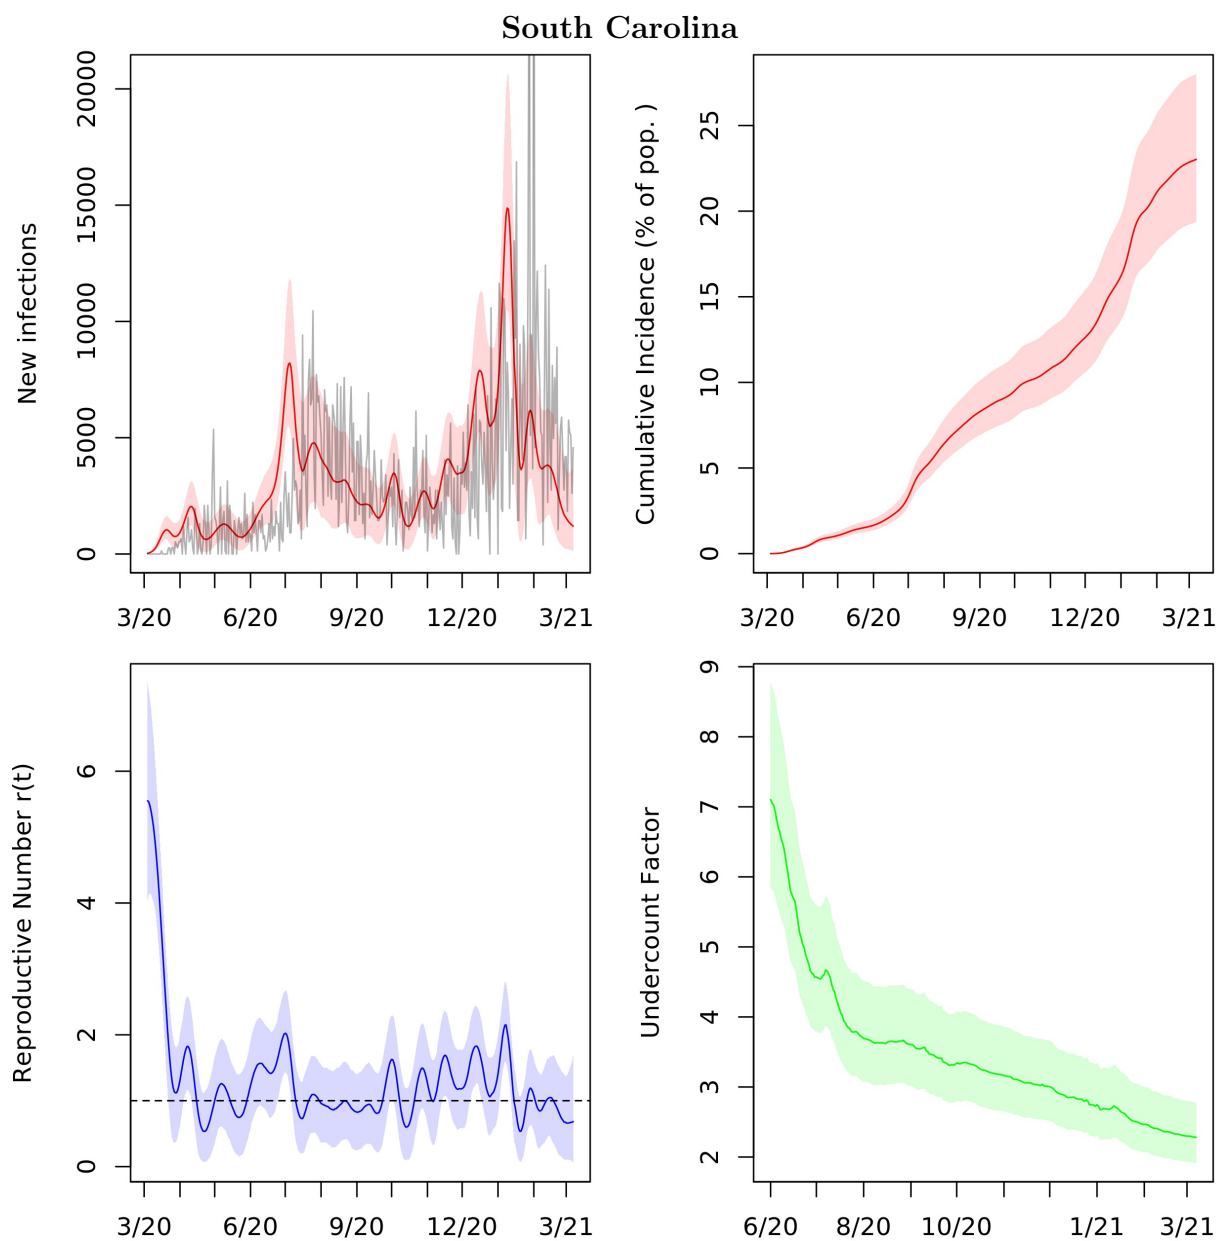 South Carolina
New infections
20000
15000
10000
5000
0
3/20 6/20 9/20 12/20 3/21
Cumulative Incidence (% of pop. )
25
20
15
10
5
0
3/20 6/20 9/20 12/20 3/21
Reproductive Number r(t)
6
4
2
0
3/20 6/20 9/20 12/20 3/21
Undercount Factor
9
8
7
6
5
4
3
2
6/20 8/20 10/20 1/21 3/21